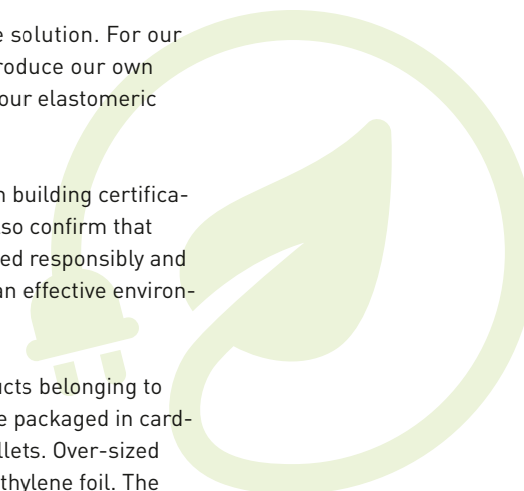 e solution. For our
roduce our own
our elastomeric
n building certifica-
so confirm that
ed responsibly and
an effective environ-
ucts belonging to
e packaged in card-
llets. Over-sized
thylene foil. The